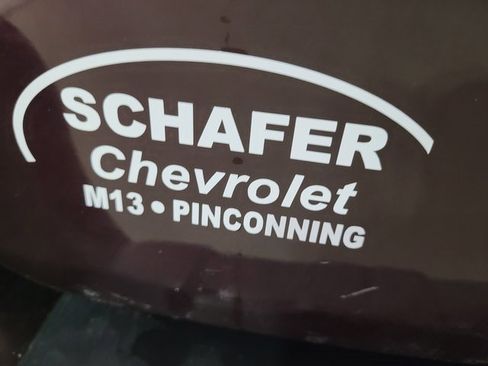 SCHAFER
Chevrolet
M13 • PINCONNING